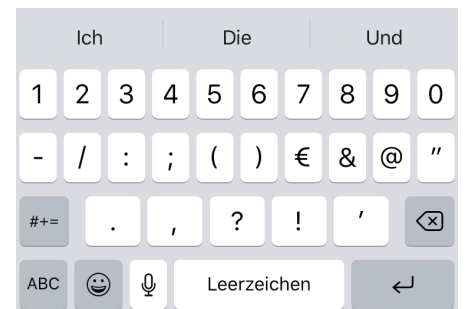 Ich Die Und
1 2 3 4 5 6 7 8 9 0
- / : ; ( ) € & @ "
#+= . , ? ! '
ABC Leerzeichen